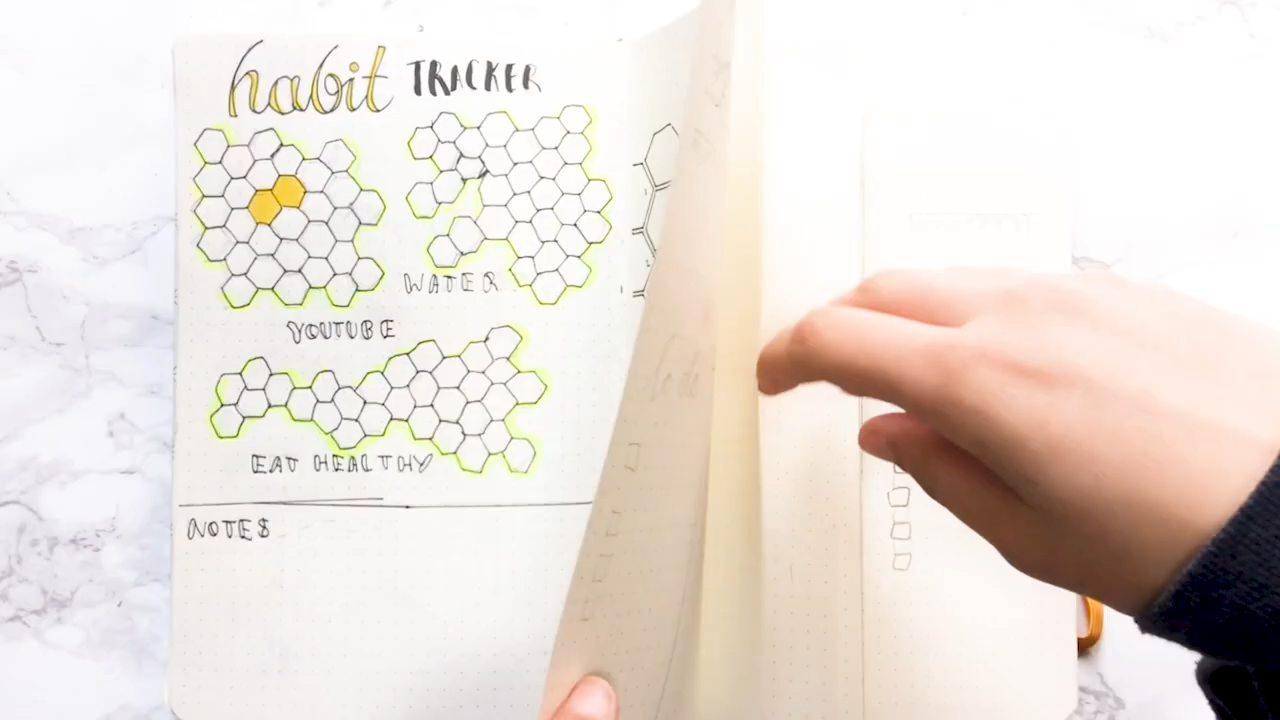 habit TRACKER
WATER
YOUTUBE
EAT HEALTHY
NOTES